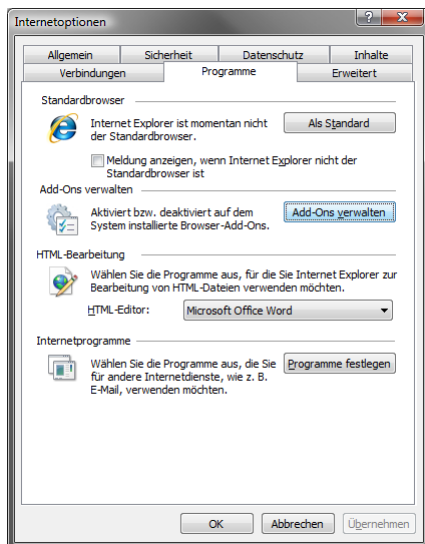 Internetoptionen
Allgemein Sicherheit Datenschutz Inhalte
Verbindungen Programme Erweitert
Standardbrowser
Internet Explorer ist momentan nicht
der Standardbrowser.
Als Standard
Meldung anzeigen, wenn Internet Explorer nicht der
Standardbrowser ist
Add-Ons verwalten
Aktiviert bzw. deaktiviert auf dem
System installierte Browser-Add-Ons.
Add-Ons verwalten
HTML-Bearbeitung
Wählen Sie die Programme aus, für die Sie Internet Explorer zur
Bearbeitung von HTML-Dateien verwenden möchten.
HTML-Editor: Microsoft Office Word
Internetprogramme
Wählen Sie die Programme aus, die Sie
für andere Internetdienste, wie z. B.
E-Mail, verwenden möchten.
Programme festlegen
OK Abbrechen Übernehmen